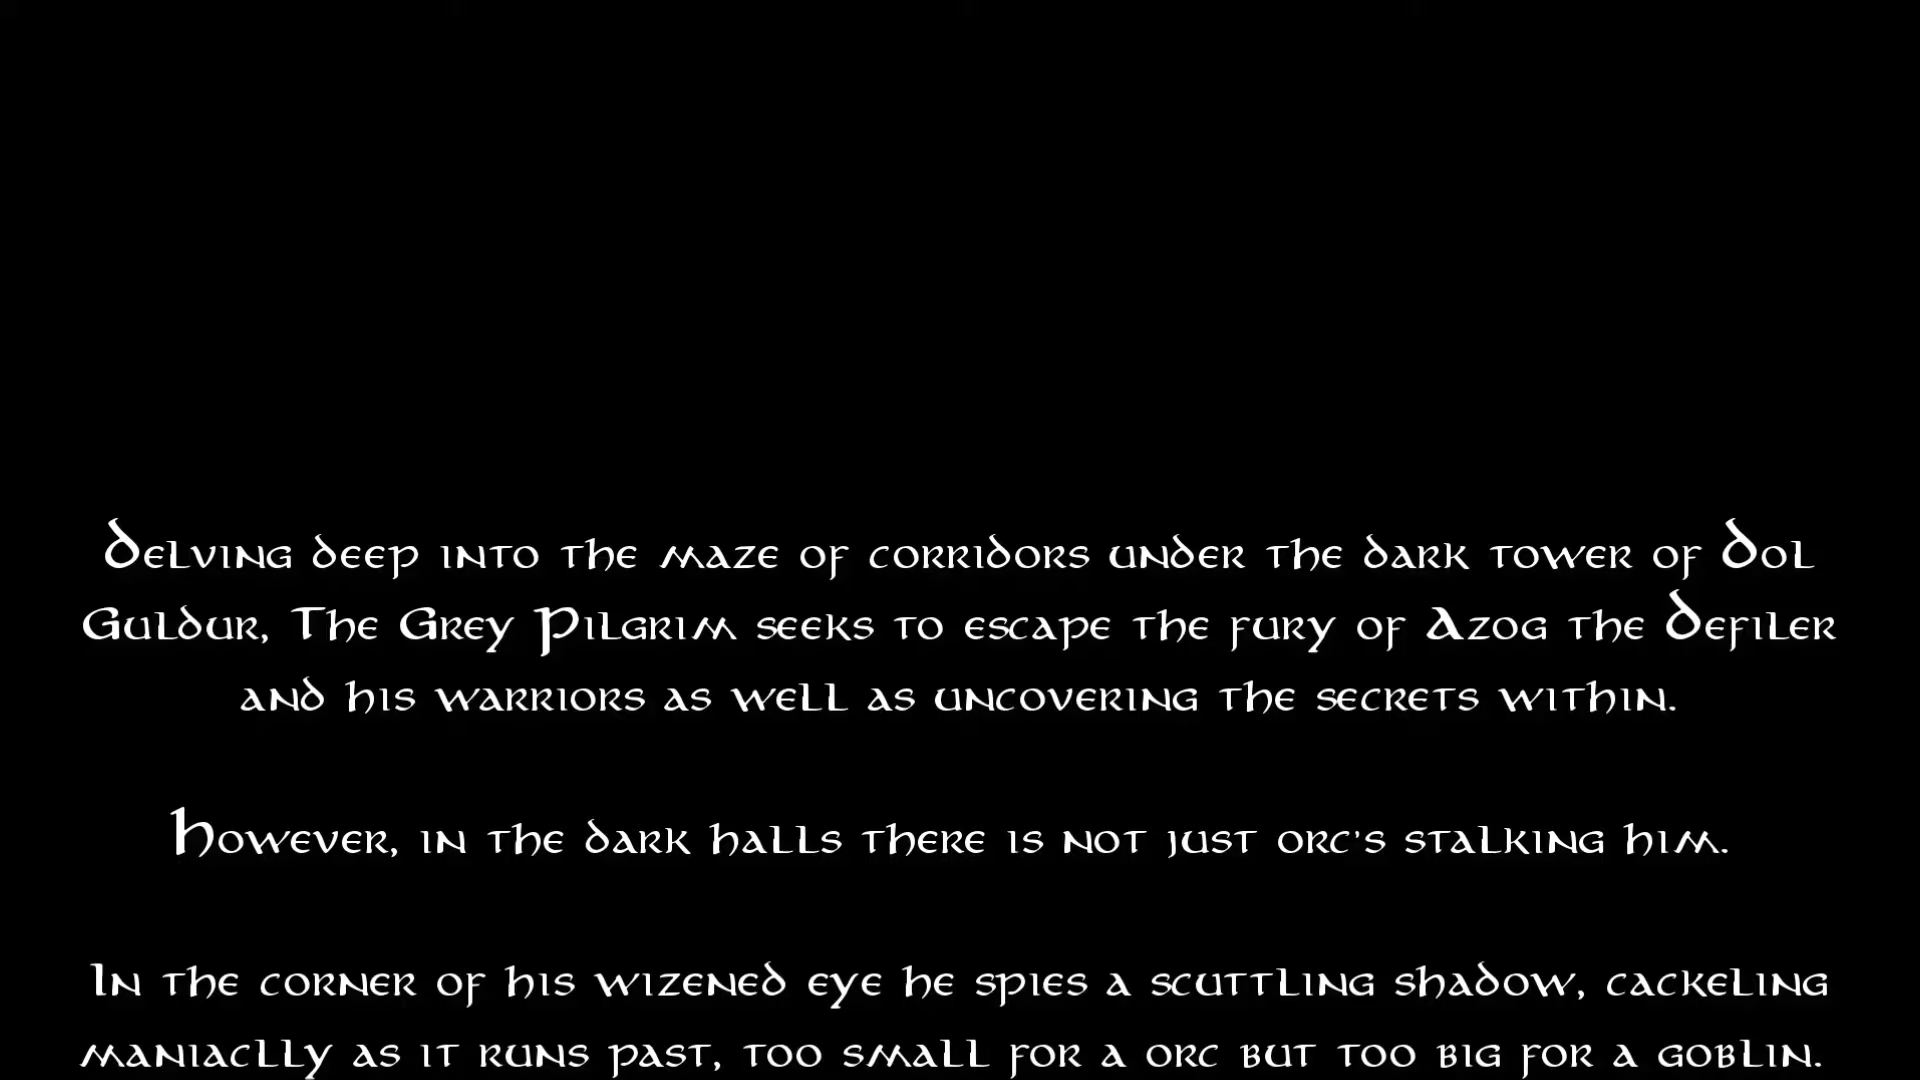 Delving deep into the maze of corridors under the dark tower of Dol
Guldur, The Grey Pilgrim seeks to escape the fury of Azog the Defiler
and his warriors as well as uncovering the secrets within.
However, in the dark halls there is not just orc's stalking him.
In the corner of his wizened eye he spies a scuttling shadow, cackeling
maniaclly as it runs past, too small for a orc but too big for a goblin.